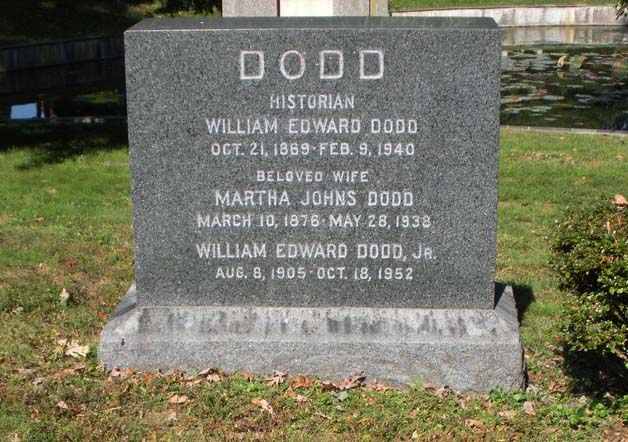 DODD
HISTORIAN
WILLIAM EDWARD DODD
OCT. 21, 1869 - FEB. 9, 1940
BELOVED WIFE
MARTHA JOHNS DODD
MARCH 10, 1876 - MAY 28, 1938
WILLIAM EDWARD DODD, JR.
AUG. 8, 1905 - OCT. 18, 1952